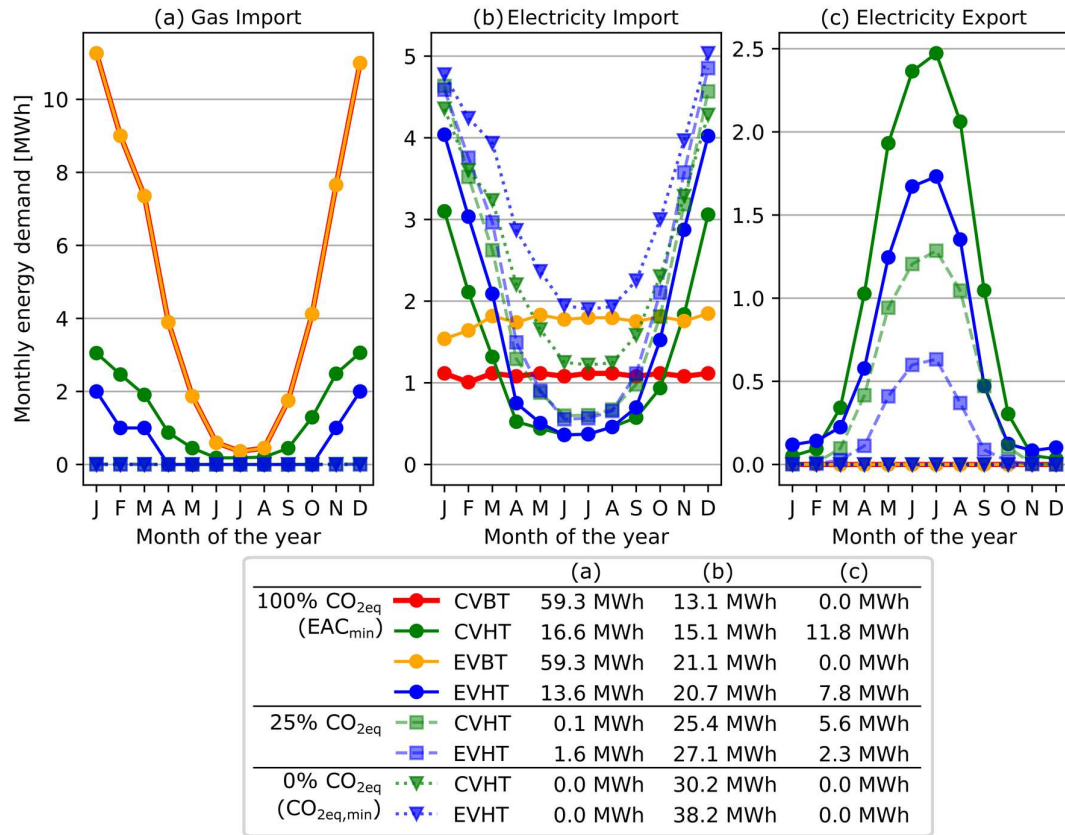 (a) Gas Import
(b) Electricity Import
(c) Electricity Export
Monthly energy demand [MWh]
10
8
6
4
2
0
J F M A M J J A S O N D
Month of the year
5
4
3
2
1
0
J F M A M J J A S O N D
Month of the year
2.5
2.0
1.5
1.0
0.5
0.0
J F M A M J J A S O N D
Month of the year
(a) (b) (c)
100% CO2eq CVBT 59.3 MWh 13.1 MWh 0.0 MWh
(EACmin) CVHT 16.6 MWh 15.1 MWh 11.8 MWh
EVBT 59.3 MWh 21.1 MWh 0.0 MWh
EVHT 13.6 MWh 20.7 MWh 7.8 MWh
25% CO2eq CVHT 0.1 MWh 25.4 MWh 5.6 MWh
EVHT 1.6 MWh 27.1 MWh 2.3 MWh
0% CO2eq CVHT 0.0 MWh 30.2 MWh 0.0 MWh
(CO2eq,min) EVHT 0.0 MWh 38.2 MWh 0.0 MWh